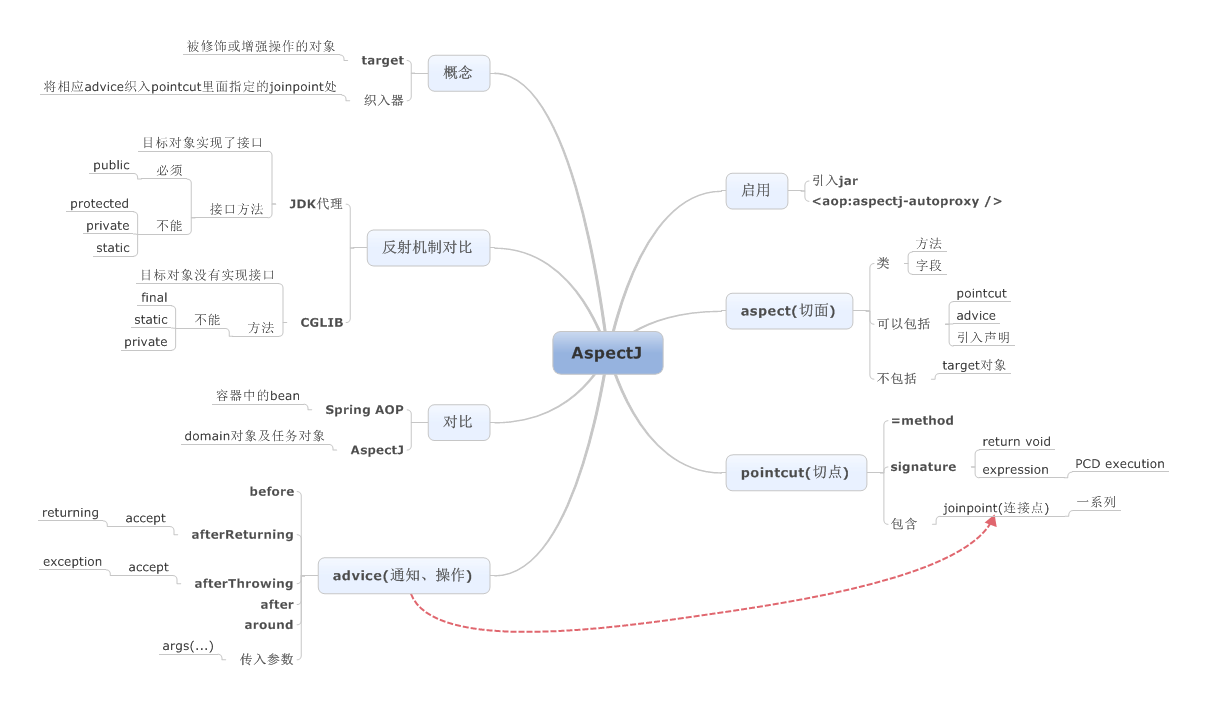 AspectJ
概念
target
被修饰或增强操作的对象
织入器
将相应advice织入pointcut里面指定的joinpoint处
反射机制对比
JDK代理
目标对象实现了接口
接口方法
必须
public
不能
protected
private
static
CGLIB
目标对象没有实现接口
方法
不能
final
static
private
对比
Spring AOP
容器中的bean
AspectJ
domain对象及任务对象
advice(通知、操作)
before
afterReturning
accept
returning
afterThrowing
accept
exception
after
around
传入参数
args(...)
启用
引入jar
<aop:aspectj-autoproxy />
aspect(切面)
类
方法
字段
可以包括
pointcut
advice
引入声明
不包括
target对象
pointcut(切点)
=method
signature
return void
expression
PCD execution
包含
joinpoint(连接点)
一系列